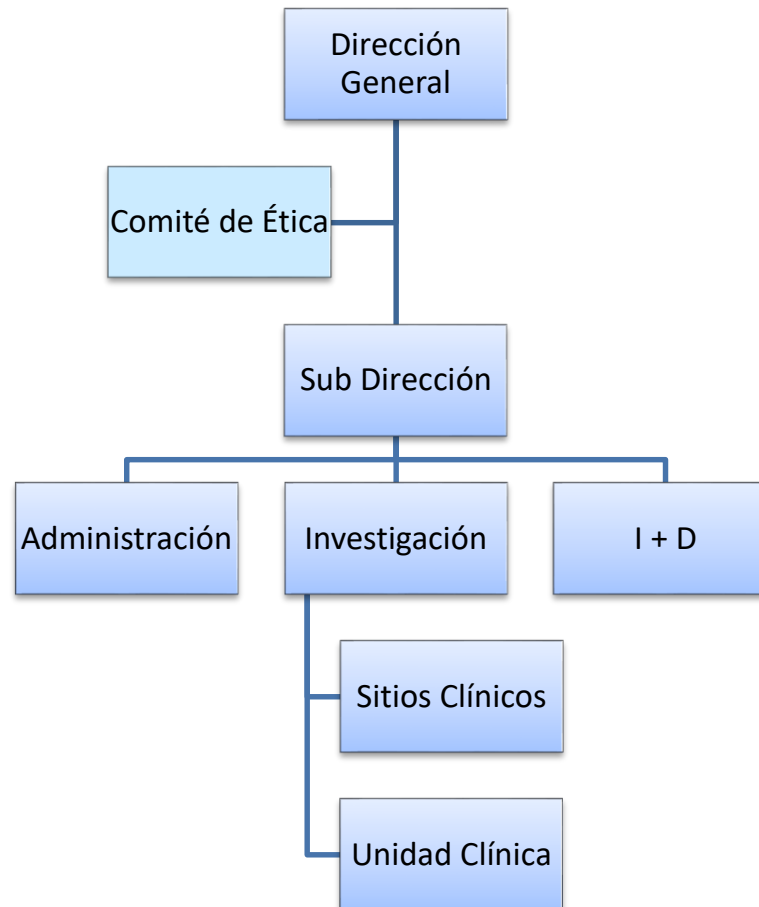 Dirección
General
Comité de Ética
Sub Dirección
Administración
Investigación
I + D
Sitios Clínicos
Unidad Clínica